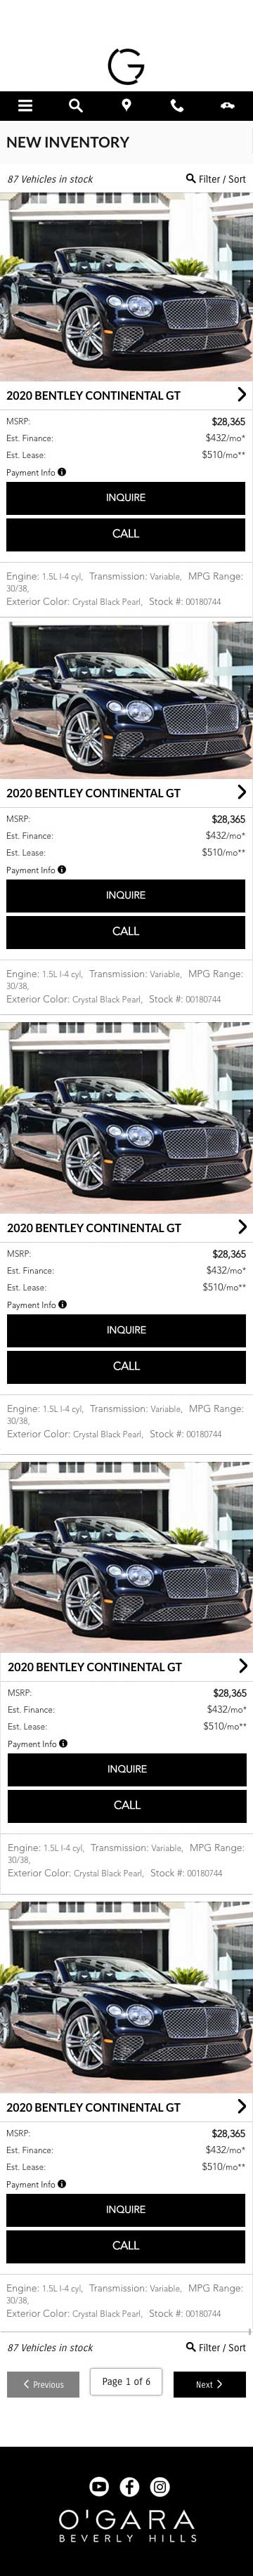 G
NEW INVENTORY
87 Vehicles in stock Filter / Sort
2020 BENTLEY CONTINENTAL GT
MSRP: $28,365
Est. Finance: $432/mo*
Est. Lease: $510/mo**
Payment Info
INQUIRE
CALL
Engine: 1.5L I-4 cyl, Transmission: Variable, MPG Range:
30/38,
Exterior Color: Crystal Black Pearl, Stock #: 00180744
2020 BENTLEY CONTINENTAL GT
MSRP: $28,365
Est. Finance: $432/mo*
Est. Lease: $510/mo**
Payment Info
INQUIRE
CALL
Engine: 1.5L I-4 cyl, Transmission: Variable, MPG Range:
30/38,
Exterior Color: Crystal Black Pearl, Stock #: 00180744
2020 BENTLEY CONTINENTAL GT
MSRP: $28,365
Est. Finance: $432/mo*
Est. Lease: $510/mo**
Payment Info
INQUIRE
CALL
Engine: 1.5L I-4 cyl, Transmission: Variable, MPG Range:
30/38,
Exterior Color: Crystal Black Pearl, Stock #: 00180744
2020 BENTLEY CONTINENTAL GT
MSRP: $28,365
Est. Finance: $432/mo*
Est. Lease: $510/mo**
Payment Info
INQUIRE
CALL
Engine: 1.5L I-4 cyl, Transmission: Variable, MPG Range:
30/38,
Exterior Color: Crystal Black Pearl, Stock #: 00180744
2020 BENTLEY CONTINENTAL GT
MSRP: $28,365
Est. Finance: $432/mo*
Est. Lease: $510/mo**
Payment Info
INQUIRE
CALL
Engine: 1.5L I-4 cyl, Transmission: Variable, MPG Range:
30/38,
Exterior Color: Crystal Black Pearl, Stock #: 00180744
87 Vehicles in stock Filter / Sort
Previous Page 1 of 6 Next
O'GARA
BEVERLY HILLS